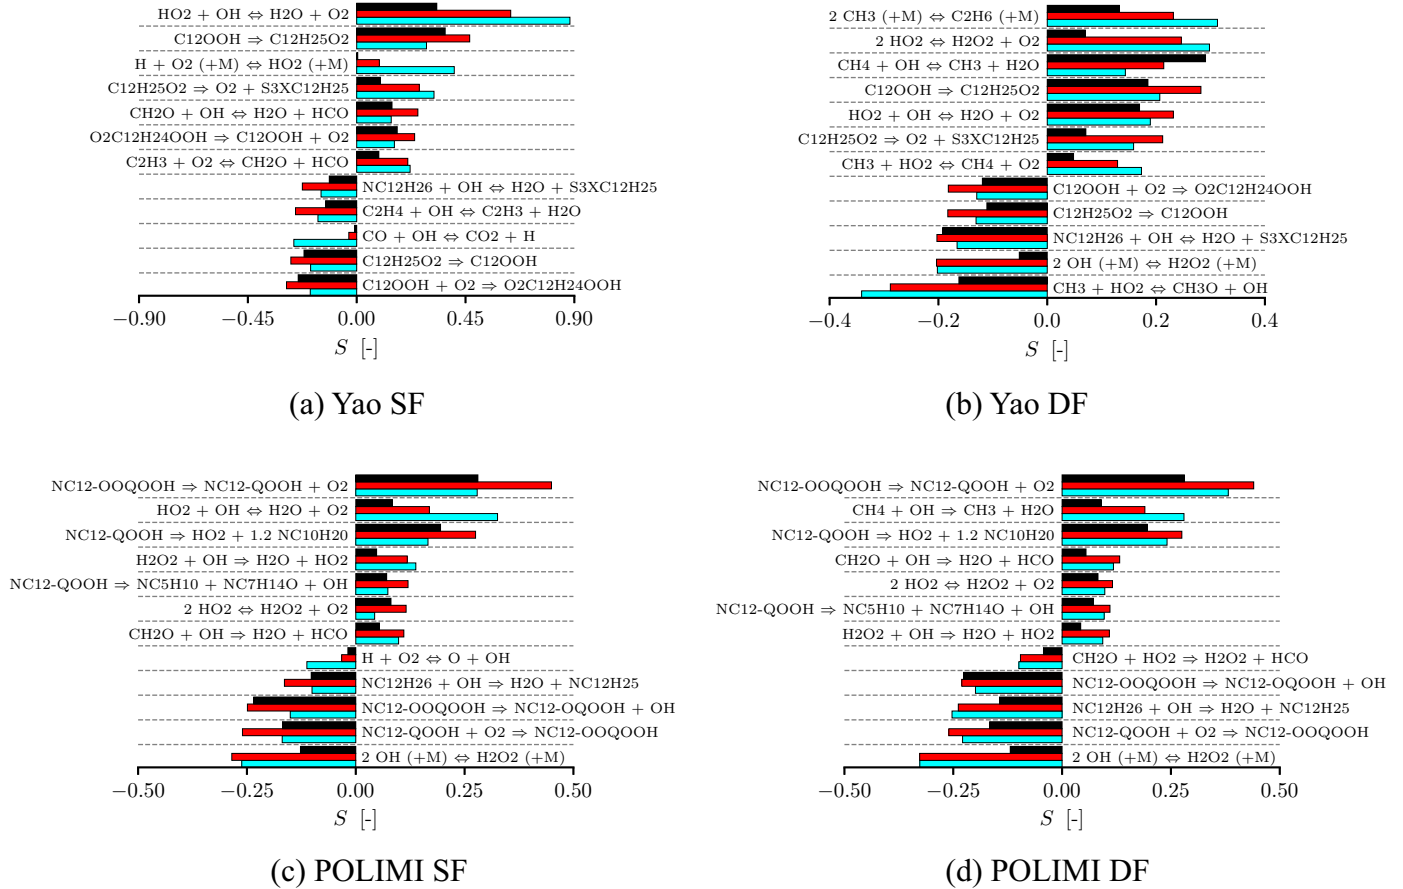 HO2 + OH ⇔ H2O + O2
C12OOH ⇒ C12H25O2
H + O2 (+M) ⇔ HO2 (+M)
C12H25O2 ⇒ O2 + S3XC12H25
CH2O + OH ⇔ H2O + HCO
O2C12H24OOH ⇒ C12OOH + O2
C2H3 + O2 ⇔ CH2O + HCO
NC12H26 + OH ⇔ H2O + S3XC12H25
C2H4 + OH ⇔ C2H3 + H2O
CO + OH ⇔ CO2 + H
C12H25O2 ⇒ C12OOH
C12OOH + O2 ⇒ O2C12H24OOH
−0.90 −0.45 0.00 0.45 0.90
S [-]
(a) Yao SF
2 CH3 (+M) ⇔ C2H6 (+M)
2 HO2 ⇔ H2O2 + O2
CH4 + OH ⇔ CH3 + H2O
C12OOH ⇒ C12H25O2
HO2 + OH ⇔ H2O + O2
C12H25O2 ⇒ O2 + S3XC12H25
CH3 + HO2 ⇔ CH4 + O2
C12OOH + O2 ⇒ O2C12H24OOH
C12H25O2 ⇒ C12OOH
NC12H26 + OH ⇔ H2O + S3XC12H25
2 OH (+M) ⇔ H2O2 (+M)
CH3 + HO2 ⇔ CH3O + OH
−0.4 −0.2 0.0 0.2 0.4
S [-]
(b) Yao DF
NC12-OOQOOH ⇒ NC12-QOOH + O2
HO2 + OH ⇔ H2O + O2
NC12-QOOH ⇒ HO2 + 1.2 NC10H20
H2O2 + OH ⇒ H2O + HO2
NC12-QOOH ⇒ NC5H10 + NC7H14O + OH
2 HO2 ⇔ H2O2 + O2
CH2O + OH ⇒ H2O + HCO
H + O2 ⇔ O + OH
NC12H26 + OH ⇒ H2O + NC12H25
NC12-OOQOOH ⇒ NC12-OQOOH + OH
NC12-QOOH + O2 ⇒ NC12-OOQOOH
2 OH (+M) ⇔ H2O2 (+M)
−0.50 −0.25 0.00 0.25 0.50
S [-]
(c) POLIMI SF
NC12-OOQOOH ⇒ NC12-QOOH + O2
CH4 + OH ⇒ CH3 + H2O
NC12-QOOH ⇒ HO2 + 1.2 NC10H20
CH2O + OH ⇒ H2O + HCO
2 HO2 ⇔ H2O2 + O2
NC12-QOOH ⇒ NC5H10 + NC7H14O + OH
H2O2 + OH ⇒ H2O + HO2
CH2O + HO2 ⇒ H2O2 + HCO
NC12-OOQOOH ⇒ NC12-OQOOH + OH
NC12H26 + OH ⇒ H2O + NC12H25
NC12-QOOH + O2 ⇒ NC12-OOQOOH
2 OH (+M) ⇔ H2O2 (+M)
−0.50 −0.25 0.00 0.25 0.50
S [-]
(d) POLIMI DF